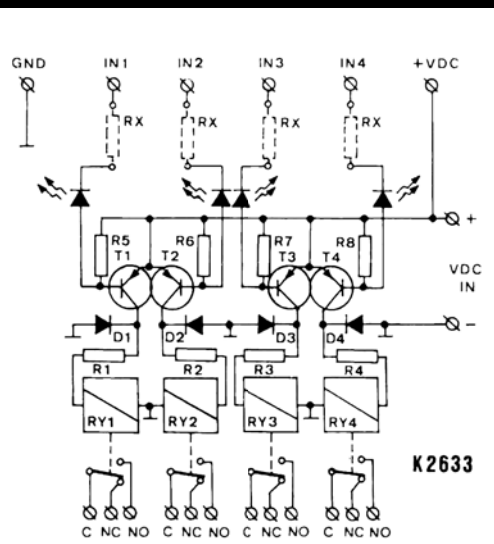 GND IN1 IN2 IN3 IN4 +VDC
RX RX RX RX
+
R5 R6 R7 R8
T1 T2 T3 T4
VDC
IN
D1 D2 D3 D4
-
R1 R2 R3 R4
RY1 RY2 RY3 RY4
K2633
C NC NO C NC NO C NC NO C NC NO